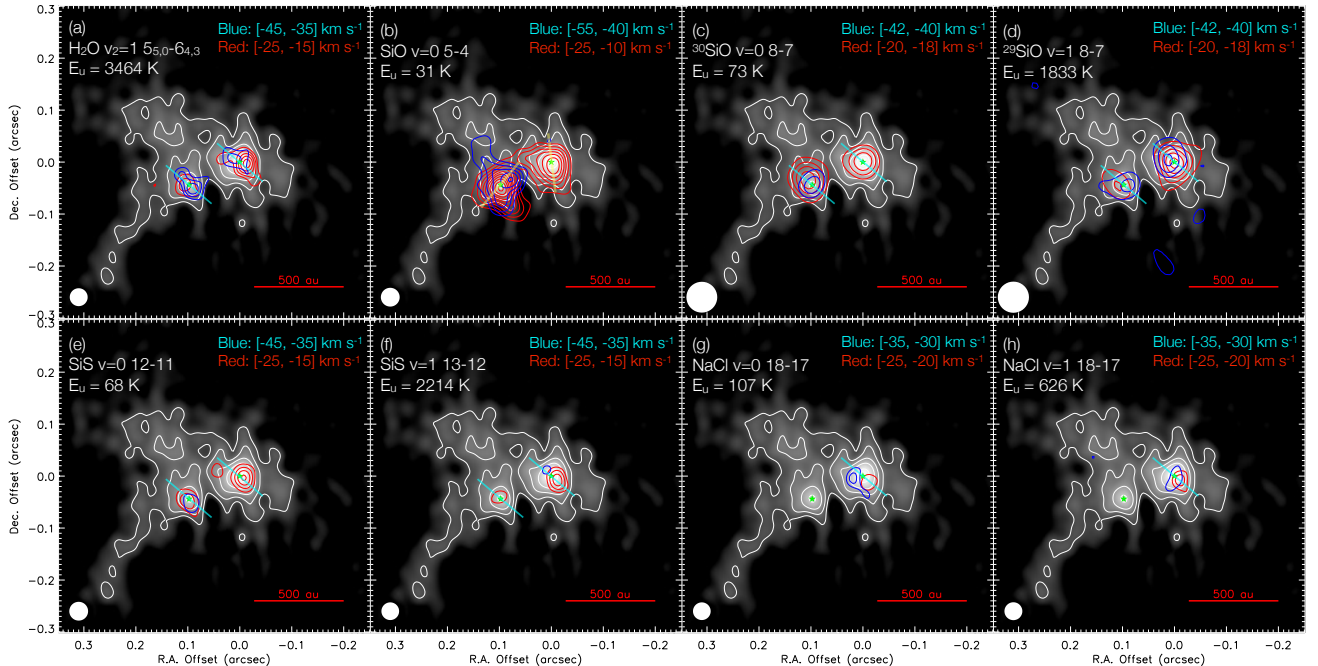 (a)
Blue: [-45, -35] km s⁻¹
H₂O v₂=1 5₅,₀-6₄,₃
Red: [-25, -15] km s⁻¹
Eᵤ = 3464 K
500 au
(b)
Blue: [-55, -40] km s⁻¹
SiO v=0 5-4
Red: [-25, -10] km s⁻¹
Eᵤ = 31 K
500 au
(c)
Blue: [-42, -40] km s⁻¹
³⁰SiO v=0 8-7
Red: [-20, -18] km s⁻¹
Eᵤ = 73 K
500 au
(d)
Blue: [-42, -40] km s⁻¹
²⁹SiO v=1 8-7
Red: [-20, -18] km s⁻¹
Eᵤ = 1833 K
500 au
0.3
0.2
0.1
0.0
-0.1
-0.2
-0.3
Dec. Offset (arcsec)
(e)
Blue: [-45, -35] km s⁻¹
SiS v=0 12-11
Red: [-25, -15] km s⁻¹
Eᵤ = 68 K
500 au
(f)
Blue: [-45, -35] km s⁻¹
SiS v=1 13-12
Red: [-25, -15] km s⁻¹
Eᵤ = 2214 K
500 au
(g)
Blue: [-35, -30] km s⁻¹
NaCl v=0 18-17
Red: [-25, -20] km s⁻¹
Eᵤ = 107 K
500 au
(h)
Blue: [-35, -30] km s⁻¹
NaCl v=1 18-17
Red: [-25, -20] km s⁻¹
Eᵤ = 626 K
500 au
0.3
0.2
0.1
0.0
-0.1
-0.2
-0.3
Dec. Offset (arcsec)
0.3 0.2 0.1 0.0 -0.1 -0.2
R.A. Offset (arcsec)
0.3 0.2 0.1 0.0 -0.1 -0.2
R.A. Offset (arcsec)
0.3 0.2 0.1 0.0 -0.1 -0.2
R.A. Offset (arcsec)
0.3 0.2 0.1 0.0 -0.1 -0.2
R.A. Offset (arcsec)